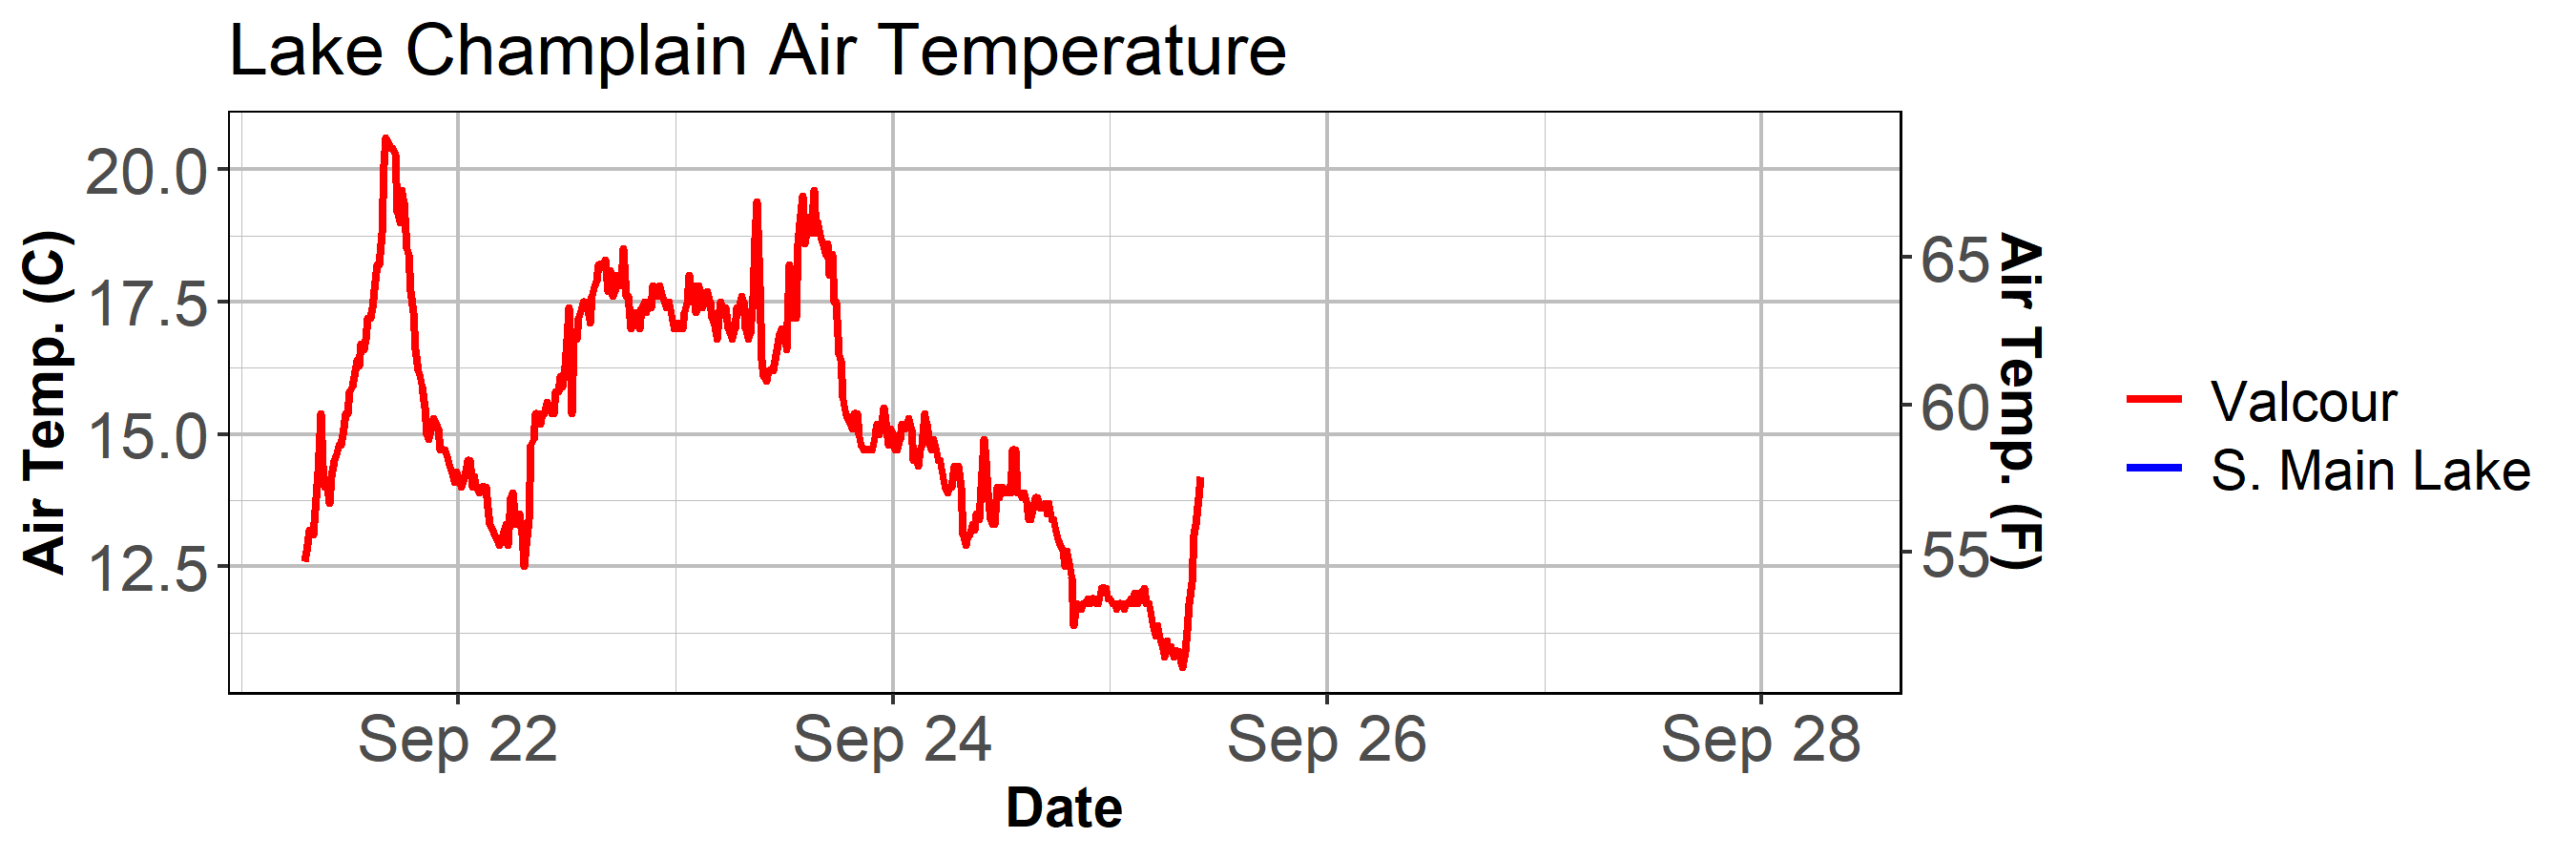 Lake Champlain Air Temperature
Air Temp. (C)
20.0
17.5
15.0
12.5
65
60
55
Air Temp. (F)
Sep 22
Sep 24
Sep 26
Sep 28
Date
Valcour
S. Main Lake